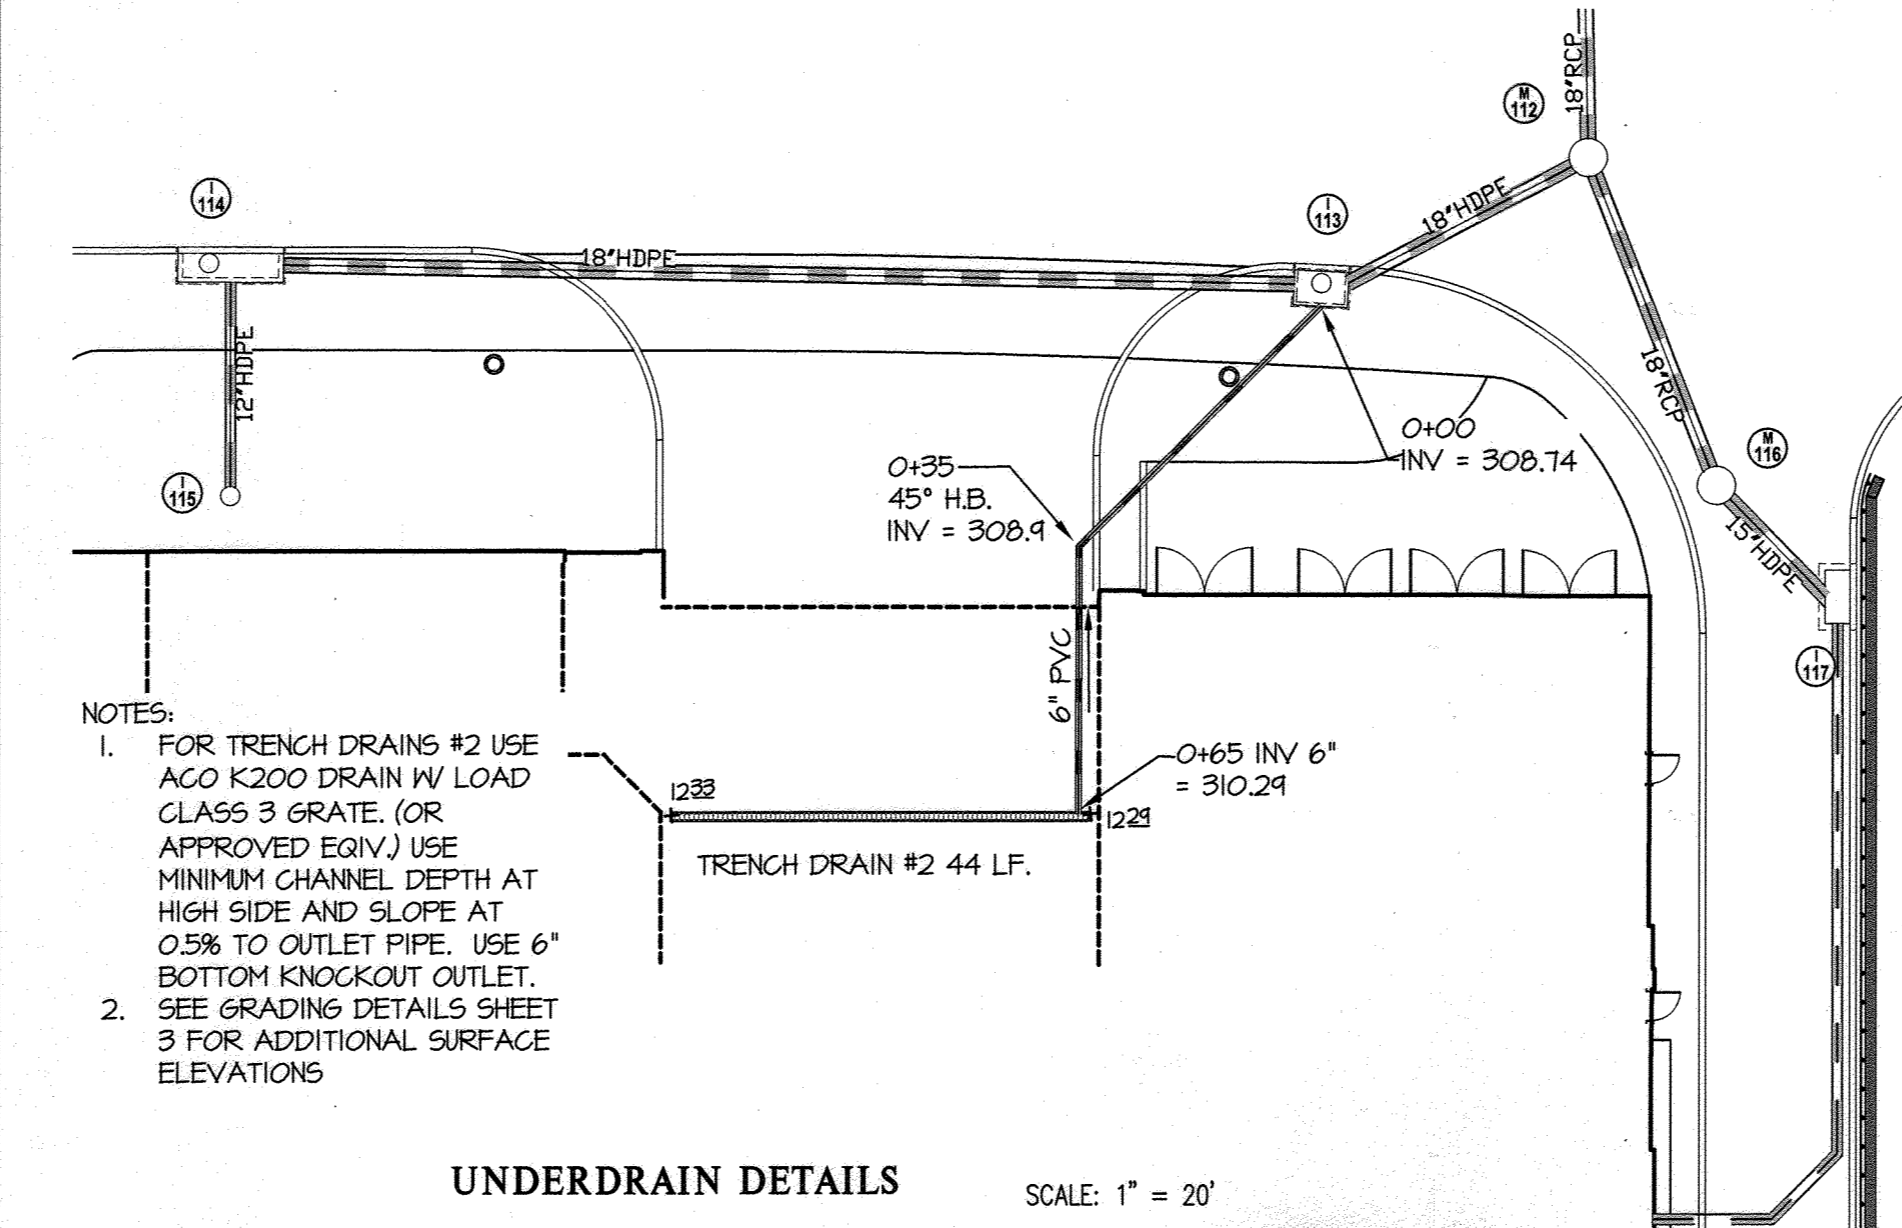 18"RCP
M
112
I
114
I
113
18"HDPE
18"HDPE
12"HDPE
18"RCP
I
115
M
116
0+00
INV = 308.74
0+35
45° H.B.
INV = 308.9
15"HDPE
I
117
6" PVC
NOTES:
1. FOR TRENCH DRAINS #2 USE
ACO K200 DRAIN W/ LOAD
CLASS 3 GRATE. (OR
APPROVED EQIV.) USE
MINIMUM CHANNEL DEPTH AT
HIGH SIDE AND SLOPE AT
0.5% TO OUTLET PIPE. USE 6"
BOTTOM KNOCKOUT OUTLET.
2. SEE GRADING DETAILS SHEET
3 FOR ADDITIONAL SURFACE
ELEVATIONS
0+65 INV 6"
= 310.29
1233
1229
TRENCH DRAIN #2 44 LF.
UNDERDRAIN DETAILS
SCALE: 1" = 20'